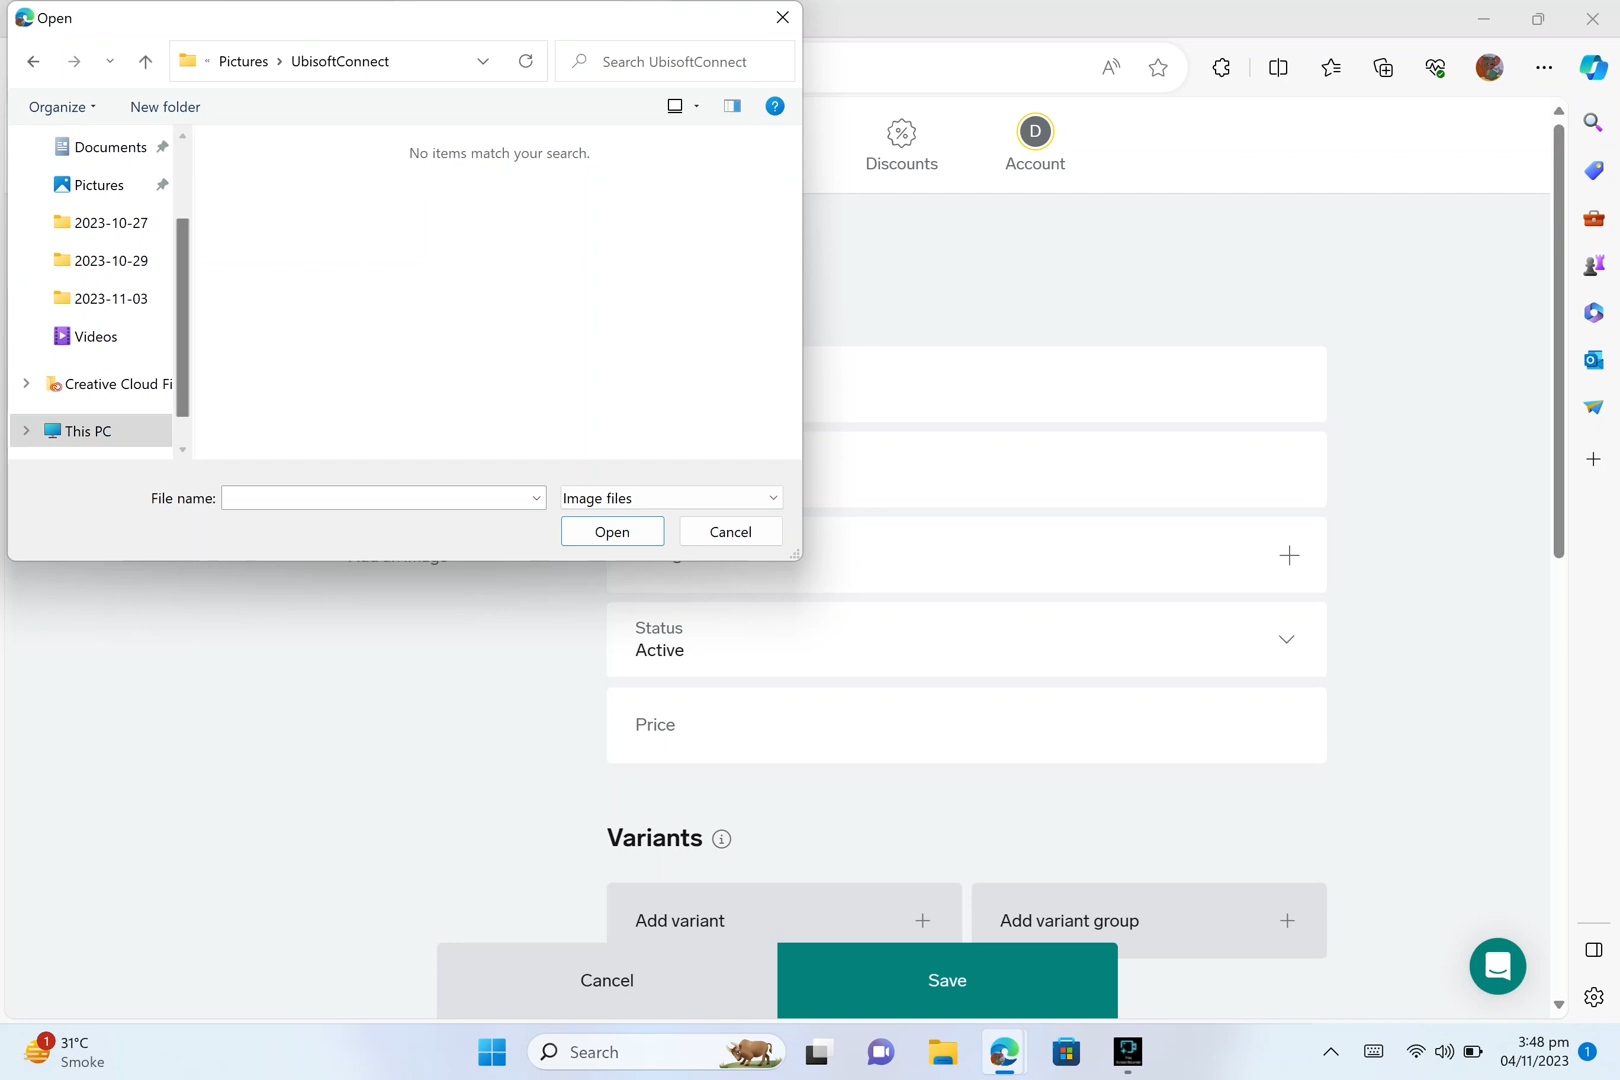 Open
Pictures
UbisoftConnect
Search UbisoftConnect
Organize
New folder
Documents
Pictures
2023-10-27
2023-10-29
2023-11-03
Videos
Creative Cloud Fi
This PC
No items match your search.
File name:
Image files
Open
Cancel
Discounts
D
Account
Status
Active
Price
Variants
Add variant
Add variant group
Cancel
Save
1
31°C
Smoke
Search
3:48 pm
04/11/2023
1